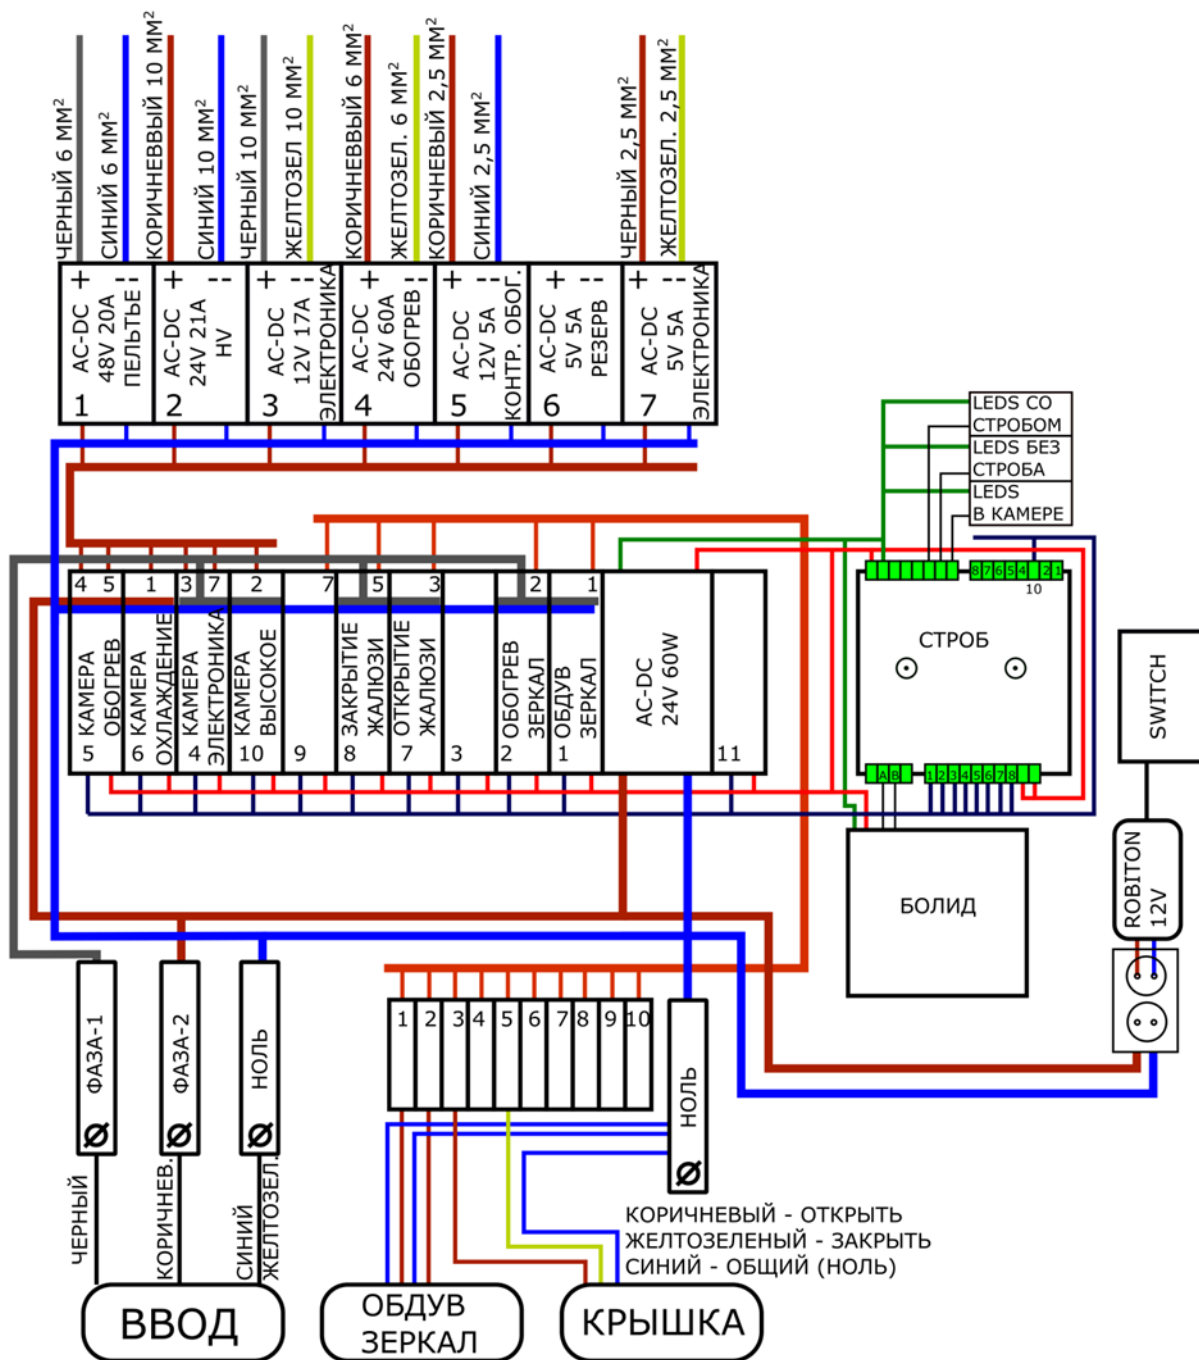 ЧЕРНЫЙ 6 ММ²
СИНИЙ 6 ММ²
КОРИЧНЕВВЫЙ 10 ММ²
СИНИЙ 10 ММ²
ЧЕРНЫЙ 10 ММ²
ЖЕЛТОЗЕЛ 10 ММ²
КОРИЧНЕВВЫЙ 6 ММ²
ЖЕЛТОЗЕЛ. 6 ММ²
КОРИЧНЕВЫЙ 2,5 ММ²
СИНИЙ 2,5 ММ²
ЧЕРНЫЙ 2,5 ММ²
ЖЕЛТОЗЕЛ. 2,5 ММ²
+ --
AC-DC
48V 20A
ПЕЛЬТЬЕ
1
+ --
AC-DC
24V 21A
HV
2
+ --
AC-DC
12V 17A
ЭЛЕКТРОНИКА
3
+ --
AC-DC
24V 60A
ОБОГРЕВ
4
+ --
AC-DC
12V 5A
КОНТР. ОБОГ.
5
+ --
AC-DC
5V 5A
РЕЗЕРВ
6
+ --
AC-DC
5V 5A
ЭЛЕКТРОНИКА
7
LEDS СО
СТРОБОМ
LEDS БЕЗ
СТРОБА
LEDS
В КАМЕРЕ
4 5 1 3 7 2 7 5 3 2 1
КАМЕРА
ОБОГРЕВ
КАМЕРА
ОХЛАЖДЕНИЕ
КАМЕРА
ЭЛЕКТРОНИКА
КАМЕРА
ВЫСОКОЕ
ЗАКРЫТИЕ
ЖАЛЮЗИ
ОТКРЫТИЕ
ЖАЛЮЗИ
ОБОГРЕВ
ЗЕРКАЛ
ОБДУВ
ЗЕРКАЛ
AC-DC
24V 60W
5 6 4 10 9 8 7 3 2 1 11
8 7 6 5 4 2 1
10
СТРОБ
A B 1 2 3 4 5 6 7 8
SWITCH
ROBITON
12V
БОЛИД
ФАЗА-1
ФАЗА-2
НОЛЬ
1 2 3 4 5 6 7 8 9 10
НОЛЬ
ЧЕРНЫЙ
КОРИЧНЕВ.
СИНИЙ
ЖЕЛТОЗЕЛ.
КОРИЧНЕВЫЙ - ОТКРЫТЬ
ЖЕЛТОЗЕЛЕНЫЙ - ЗАКРЫТЬ
СИНИЙ - ОБЩИЙ (НОЛЬ)
ВВОД
ОБДУВ
ЗЕРКАЛ
КРЫШКА